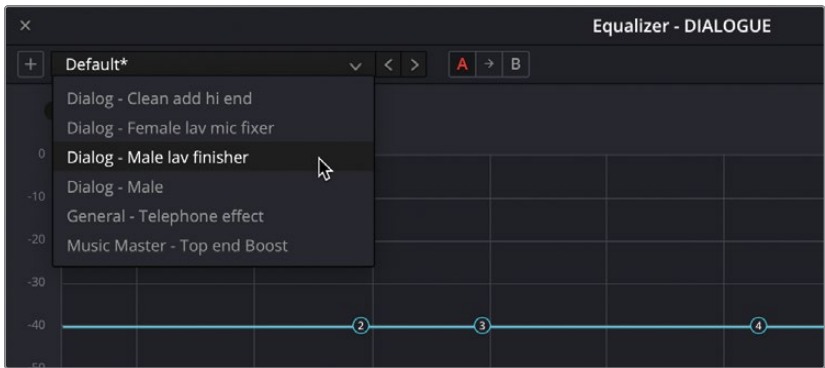 ×
Equalizer - DIALOGUE
+ Default* < > A → B
Dialog - Clean add hi end
Dialog - Female lav mic fixer
Dialog - Male lav finisher
Dialog - Male
General - Telephone effect
Music Master - Top end Boost
0
-10
-20
-30
-40
2 3 4
-50